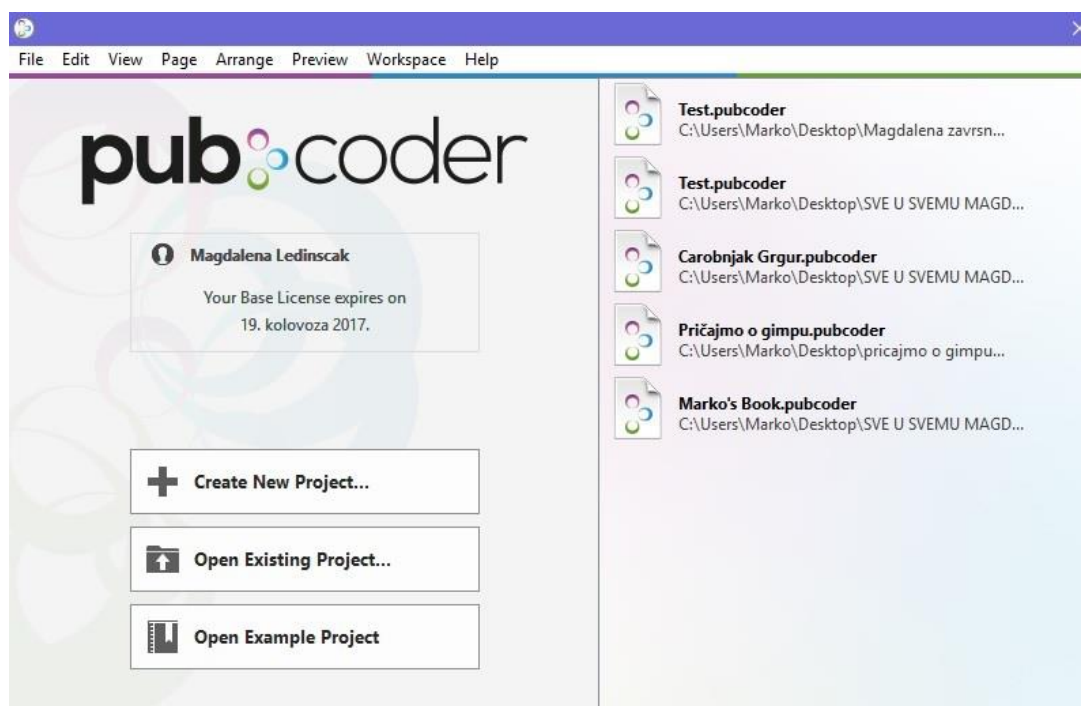 File Edit View Page Arrange Preview Workspace Help
pubcoder
Magdalena Ledinscak
Your Base License expires on
19. kolovoza 2017.
Create New Project...
Open Existing Project...
Open Example Project
Test.pubcoder
C:\Users\Marko\Desktop\Magdalena zavrsn...
Test.pubcoder
C:\Users\Marko\Desktop\SVE U SVEMU MAGD...
Carobnjak Grgur.pubcoder
C:\Users\Marko\Desktop\SVE U SVEMU MAGD...
Pričajmo o gimpu.pubcoder
C:\Users\Marko\Desktop\pricajmo o gimpu...
Marko's Book.pubcoder
C:\Users\Marko\Desktop\SVE U SVEMU MAGD...